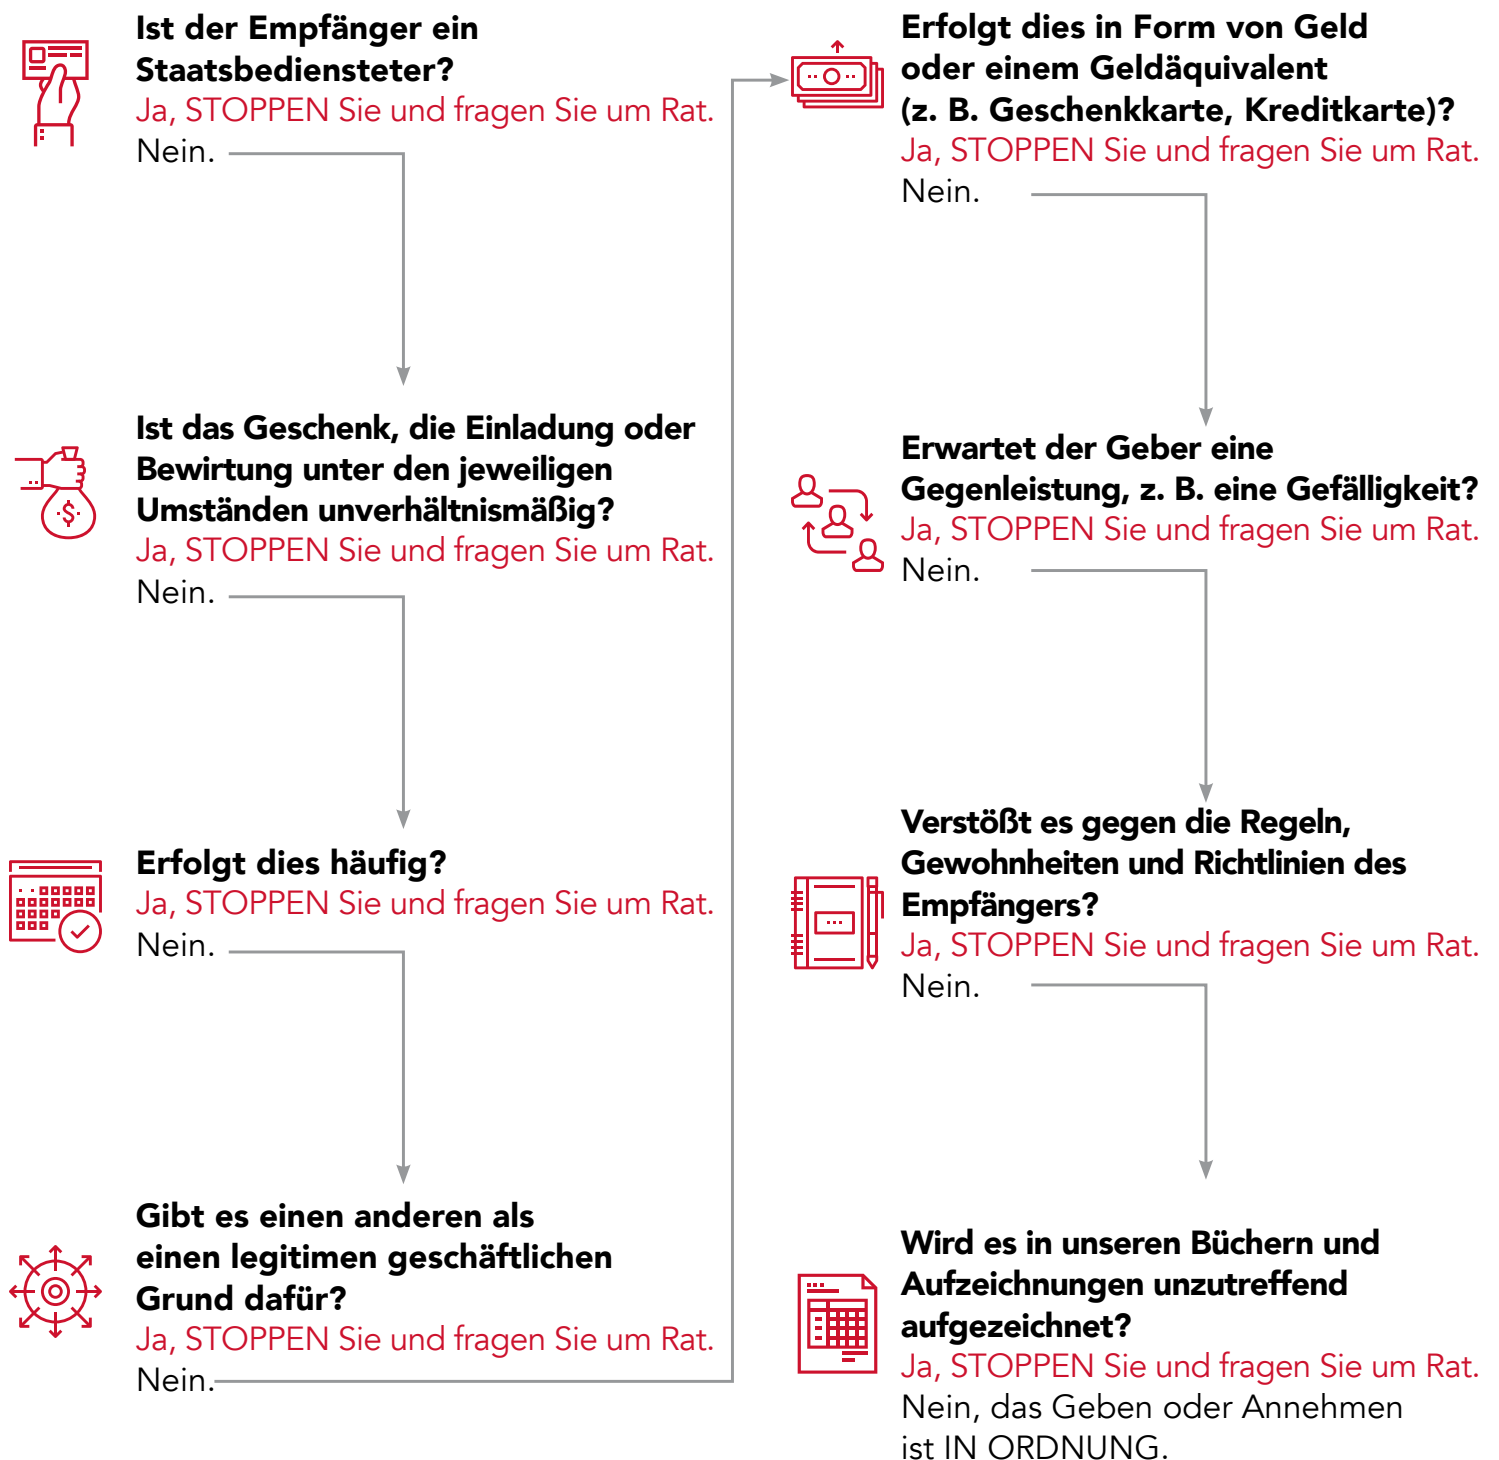 Ist der Empfänger ein
Staatsbediensteter?
Ja, STOPPEN Sie und fragen Sie um Rat.
Nein.
Ist das Geschenk, die Einladung oder
Bewirtung unter den jeweiligen
Umständen unverhältnismäßig?
Ja, STOPPEN Sie und fragen Sie um Rat.
Nein.
Erfolgt dies häufig?
Ja, STOPPEN Sie und fragen Sie um Rat.
Nein.
Gibt es einen anderen als
einen legitimen geschäftlichen
Grund dafür?
Ja, STOPPEN Sie und fragen Sie um Rat.
Nein.
Erfolgt dies in Form von Geld
oder einem Geldäquivalent
(z. B. Geschenkkarte, Kreditkarte)?
Ja, STOPPEN Sie und fragen Sie um Rat.
Nein.
Erwartet der Geber eine
Gegenleistung, z. B. eine Gefälligkeit?
Ja, STOPPEN Sie und fragen Sie um Rat.
Nein.
Verstößt es gegen die Regeln,
Gewohnheiten und Richtlinien des
Empfängers?
Ja, STOPPEN Sie und fragen Sie um Rat.
Nein.
Wird es in unseren Büchern und
Aufzeichnungen unzutreffend
aufgezeichnet?
Ja, STOPPEN Sie und fragen Sie um Rat.
Nein, das Geben oder Annehmen
ist IN ORDNUNG.